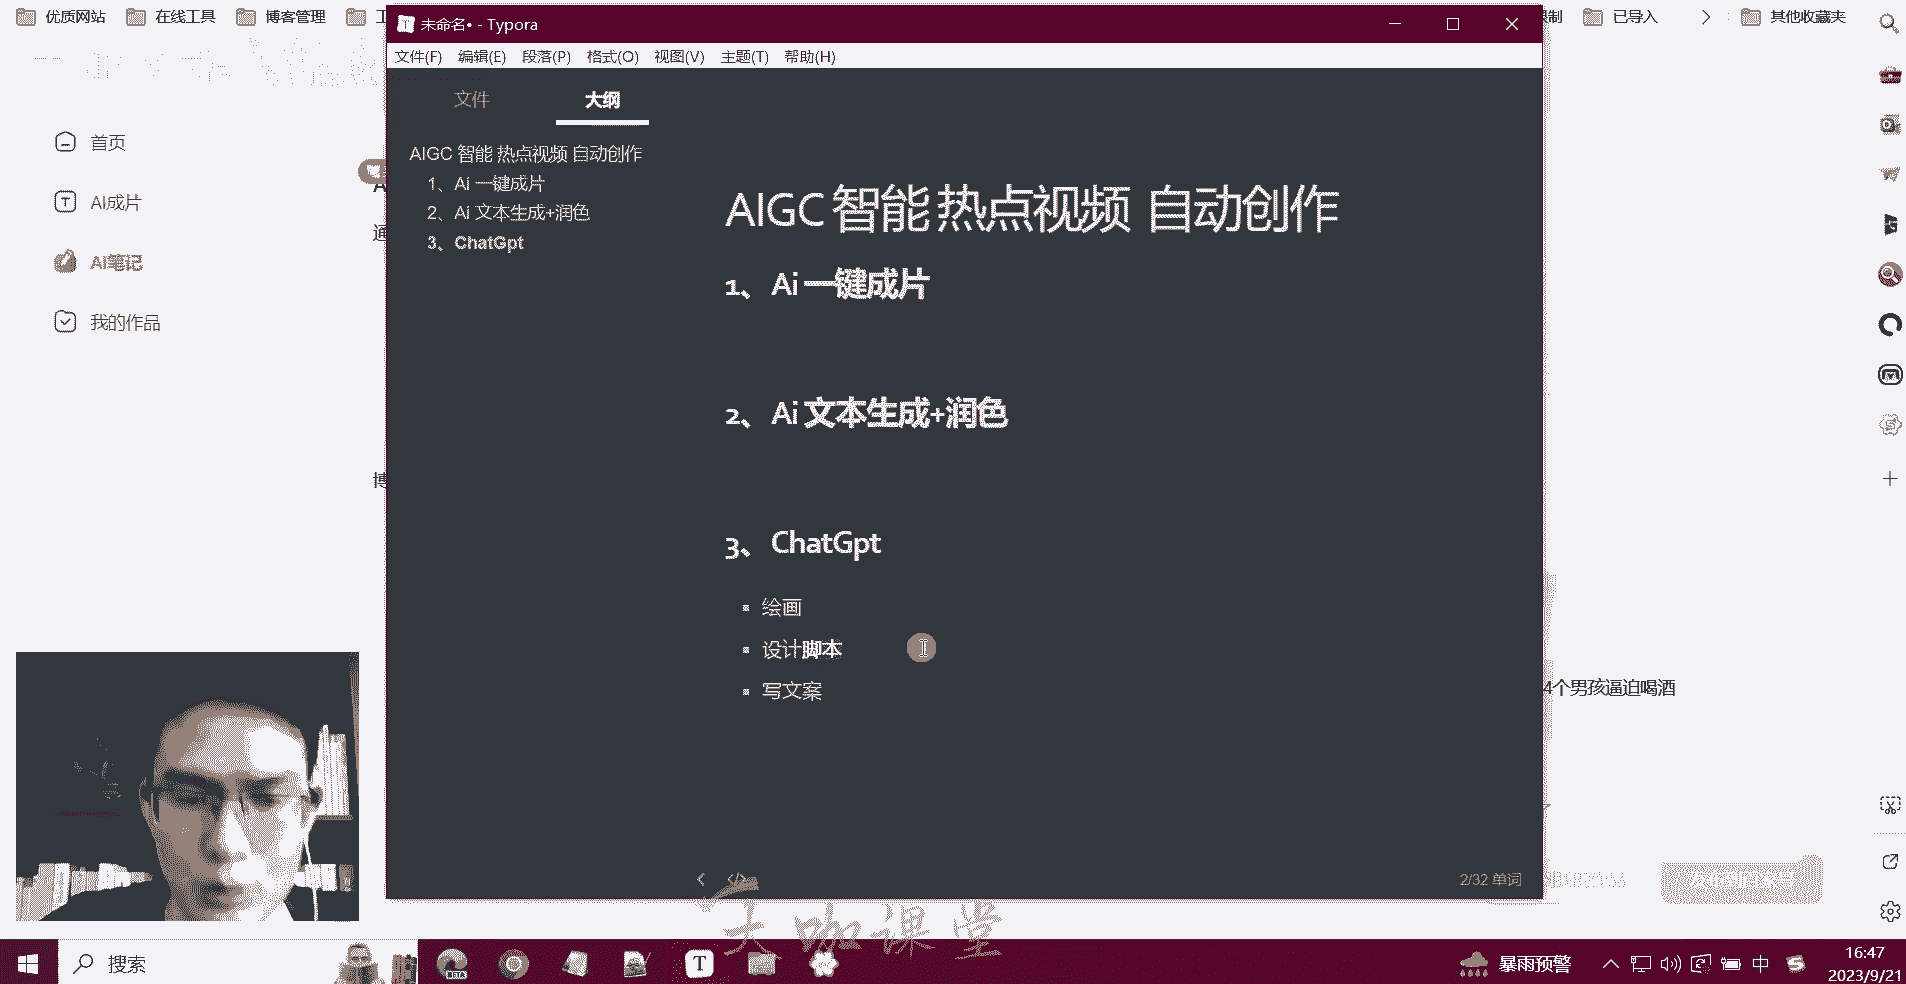 优质网站
在线工具
博客管理
已导入
其他收藏夹
未命名• - Typora
文件(F) 编辑(E) 段落(P) 格式(O) 视图(V) 主题(T) 帮助(H)
文件 大纲
AIGC 智能 热点视频 自动创作
1、Ai 一键成片
2、Ai 文本生成+润色
3、ChatGpt
首页
AI成片
AI笔记
我的作品
通
博
AIGC 智能 热点视频 自动创作
1、 Ai 一键成片
2、 Ai 文本生成+润色
3、 ChatGpt
绘画
设计脚本
写文案
4个男孩逼迫喝酒
2/32 单词
大咖课堂
搜索
BETA
T
暴雨预警
中
16:47
2023/9/21